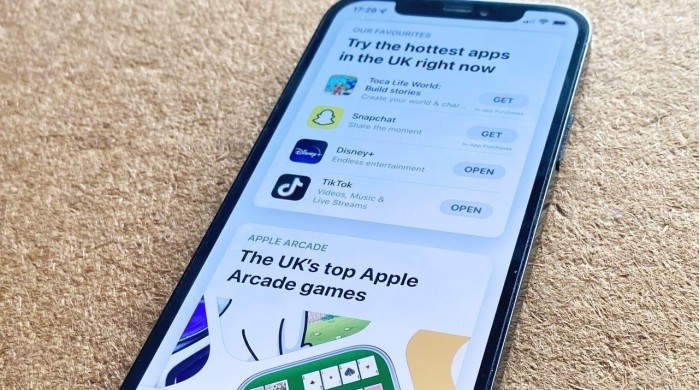 17:28
OUR FAVOURITES
Try the hottest apps
in the UK right now
Toca Life World:
Build stories
Create your world & char...
GET
In-App Purchases
Snapchat
Share the moment
GET
In-App Purchases
Disney+
Disney+
Endless entertainment
OPEN
TikTok
Videos, Music &
Live Streams
OPEN
APPLE ARCADE
The UK's top Apple
Arcade games